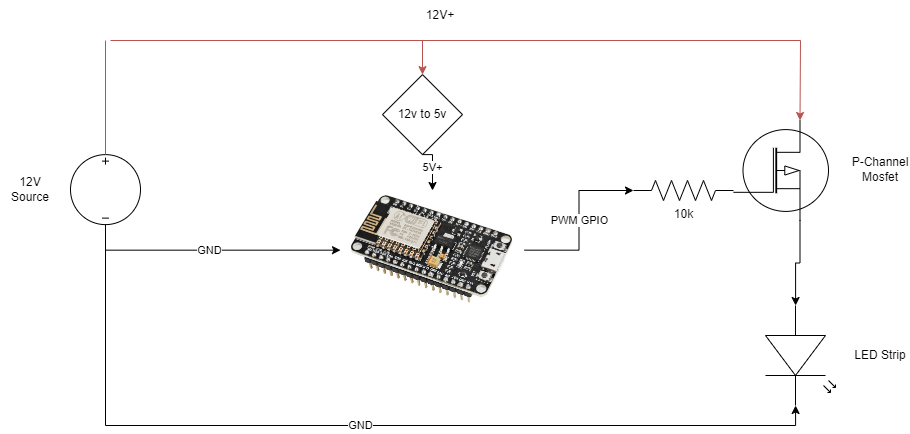 12V+
12v to 5v
5V+
12V
Source
P-Channel
Mosfet
10k
PWM GPIO
GND
LED Strip
GND